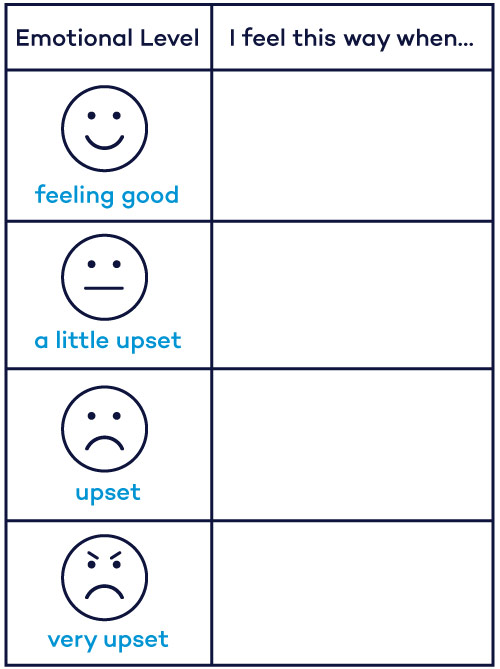 Emotional Level
I feel this way when...
feeling good
a little upset
upset
very upset